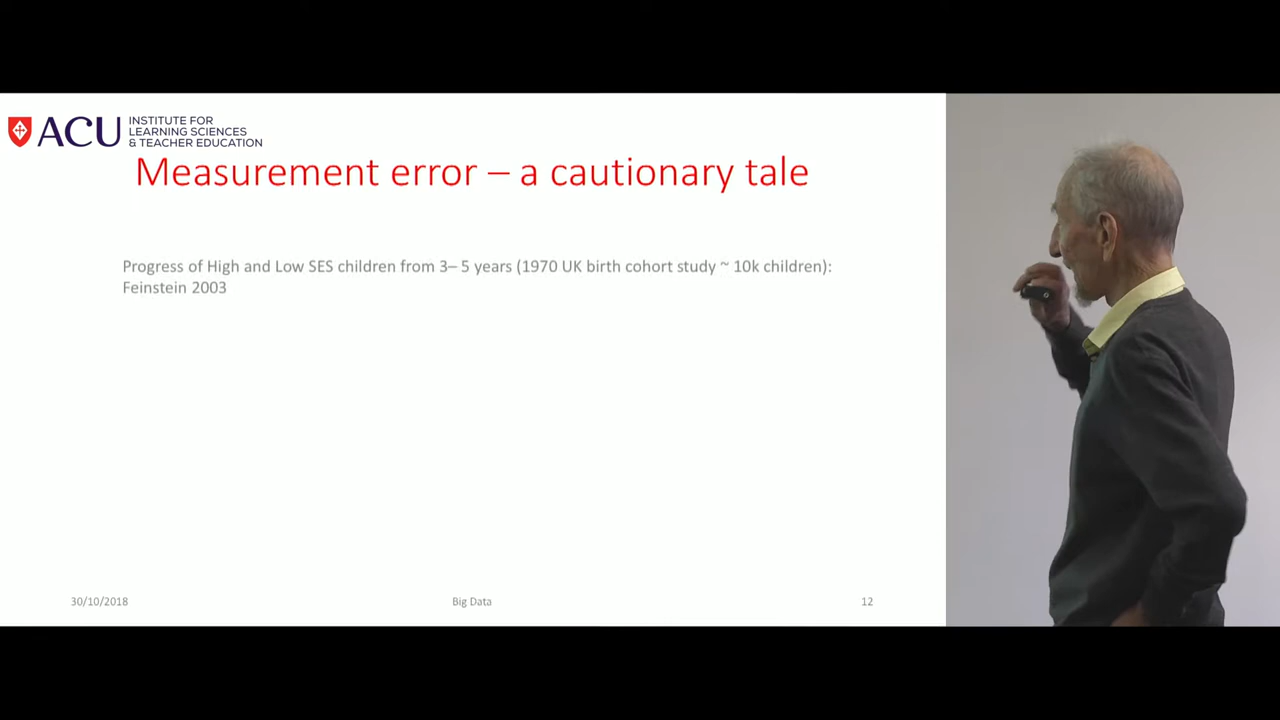 ACU
INSTITUTE FOR
LEARNING SCIENCES
& TEACHER EDUCATION
Measurement error – a cautionary tale
Progress of High and Low SES children from 3– 5 years (1970 UK birth cohort study ~ 10k children):
Feinstein 2003
30/10/2018
Big Data
12